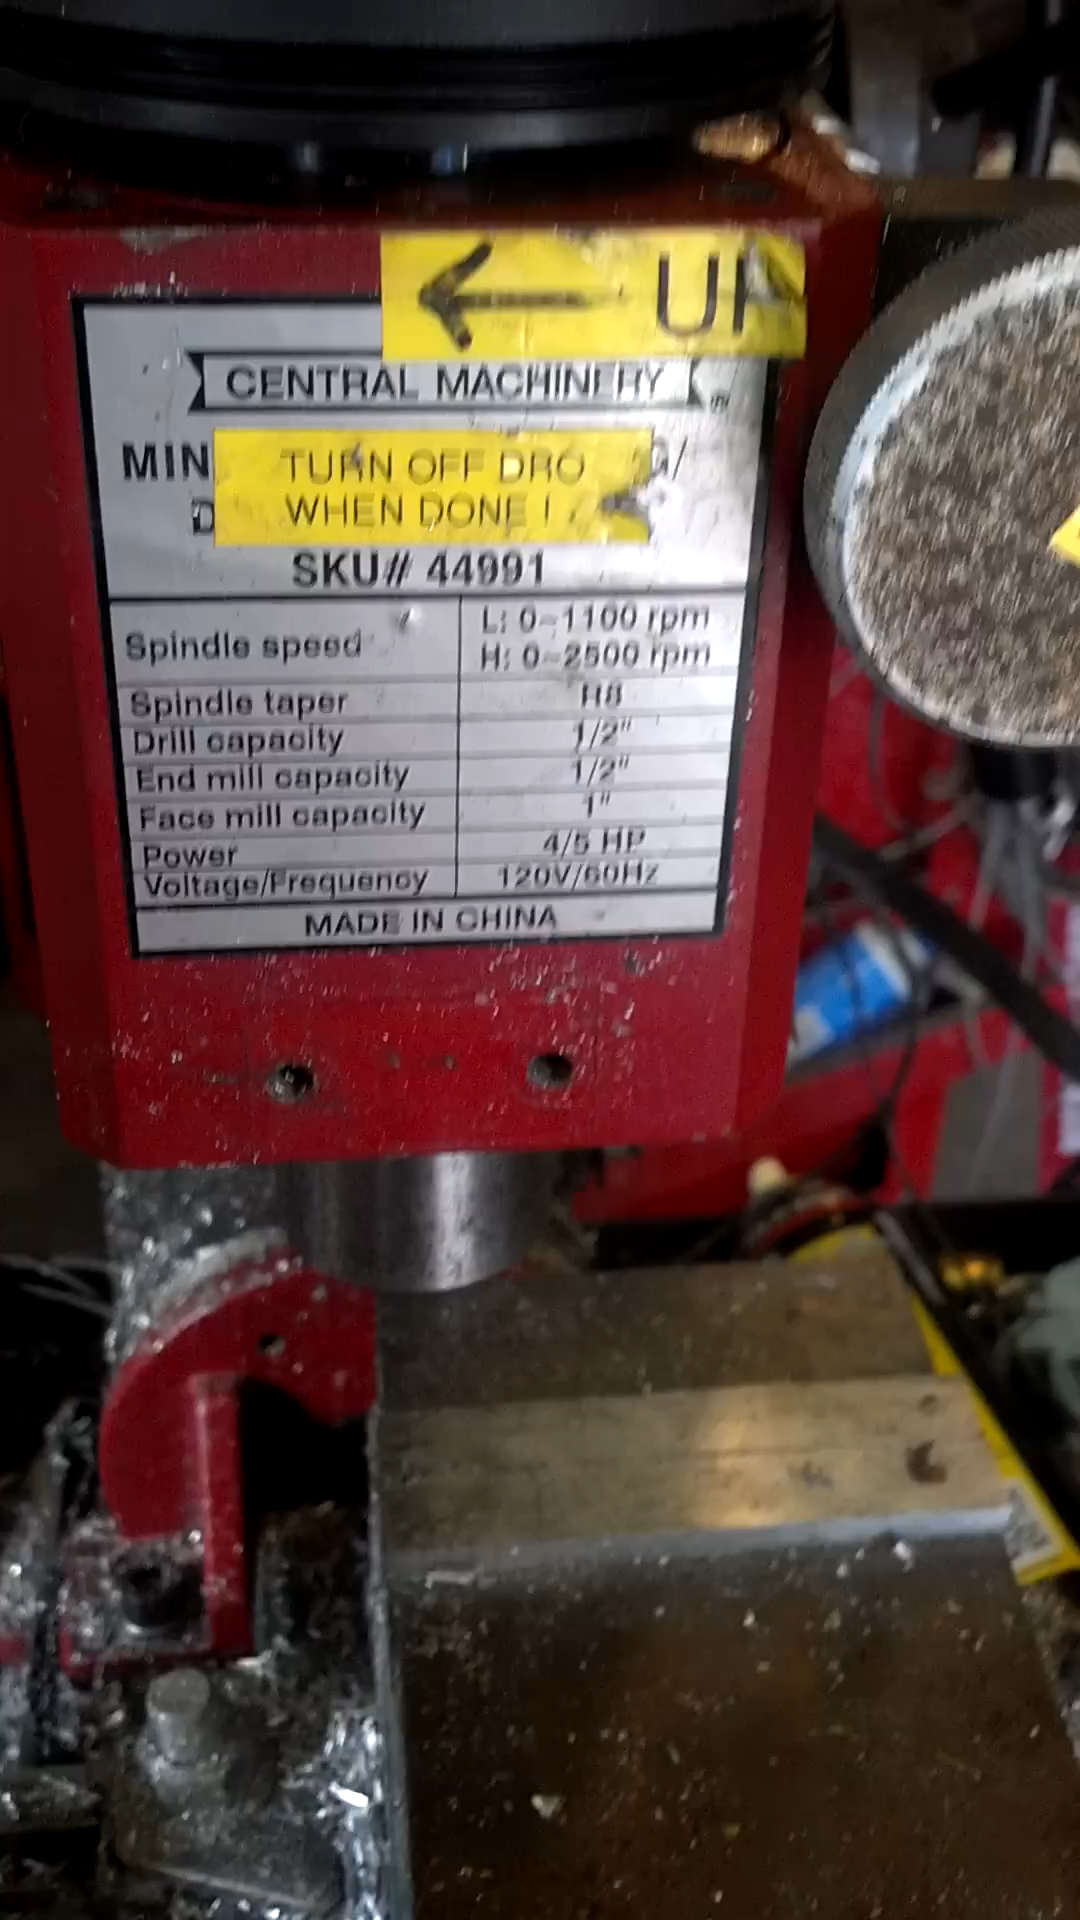 ← UP
CENTRAL MACHINERY
MIN
G/
TURN OFF DRO
D
WHEN DONE !
SKU# 44991
Spindle speed
L: 0~1100 rpm
H: 0~2500 rpm
Spindle taper R8
Drill capacity 1/2"
End mill capacity 1/2"
Face mill capacity 1"
Power 4/5 HP
Voltage/Frequency 120V/60Hz
MADE IN CHINA